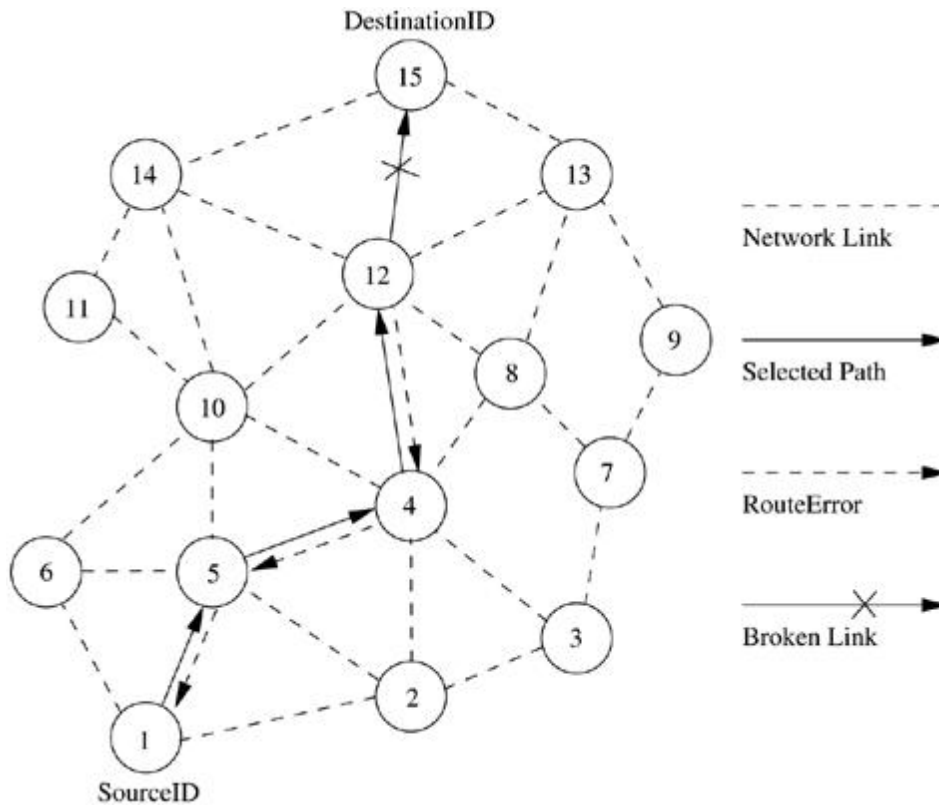 DestinationID
15
14
13
Network Link
12
11
9
8
Selected Path
10
7
4
RouteError
6
5
3
Broken Link
2
1
SourceID